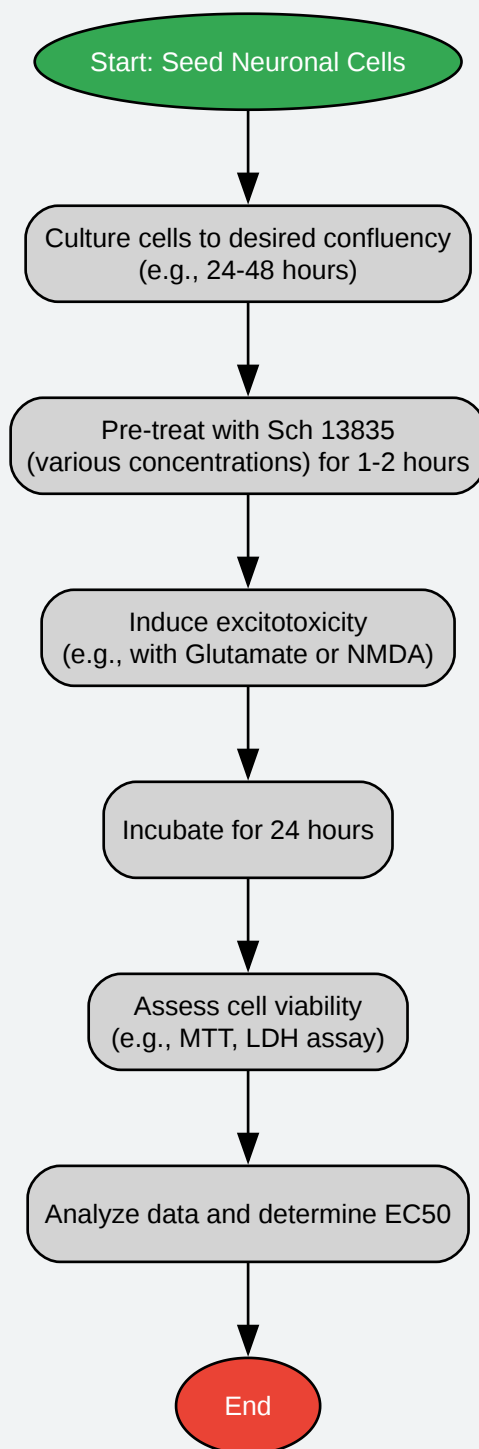 Start: Seed Neuronal Cells
Culture cells to desired confluency
(e.g., 24-48 hours)
Pre-treat with Sch 13835
(various concentrations) for 1-2 hours
Induce excitotoxicity
(e.g., with Glutamate or NMDA)
Incubate for 24 hours
Assess cell viability
(e.g., MTT, LDH assay)
Analyze data and determine EC50
End